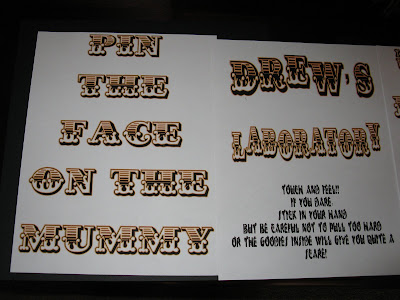 PIN
THE
FACE
ON THE
MUMMY
DREW'S
LABORATORY
TOUCH AND FEEL!!
IF YOU DARE
STICK IN YOUR HAND
BUT BE CAREFUL NOT TO PULL TOO HARD
OR THE GOODIES INSIDE WILL GIVE YOU QUITE A
SCARE!